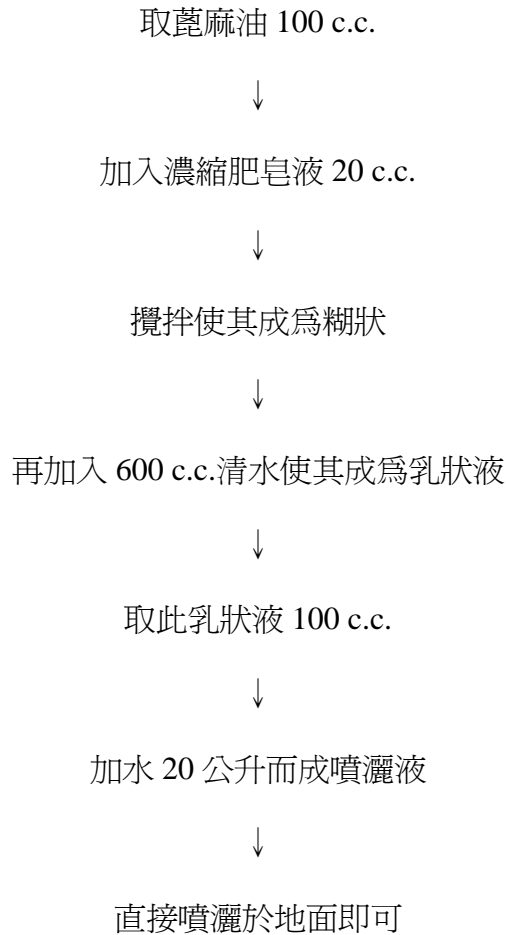 取蓖麻油 100 c.c.
↓
加入濃縮肥皂液 20 c.c.
↓
攪拌使其成爲糊狀
↓
再加入 600 c.c.清水使其成爲乳狀液
↓
取此乳狀液 100 c.c.
↓
加水 20 公升而成噴灑液
↓
直接噴灑於地面即可